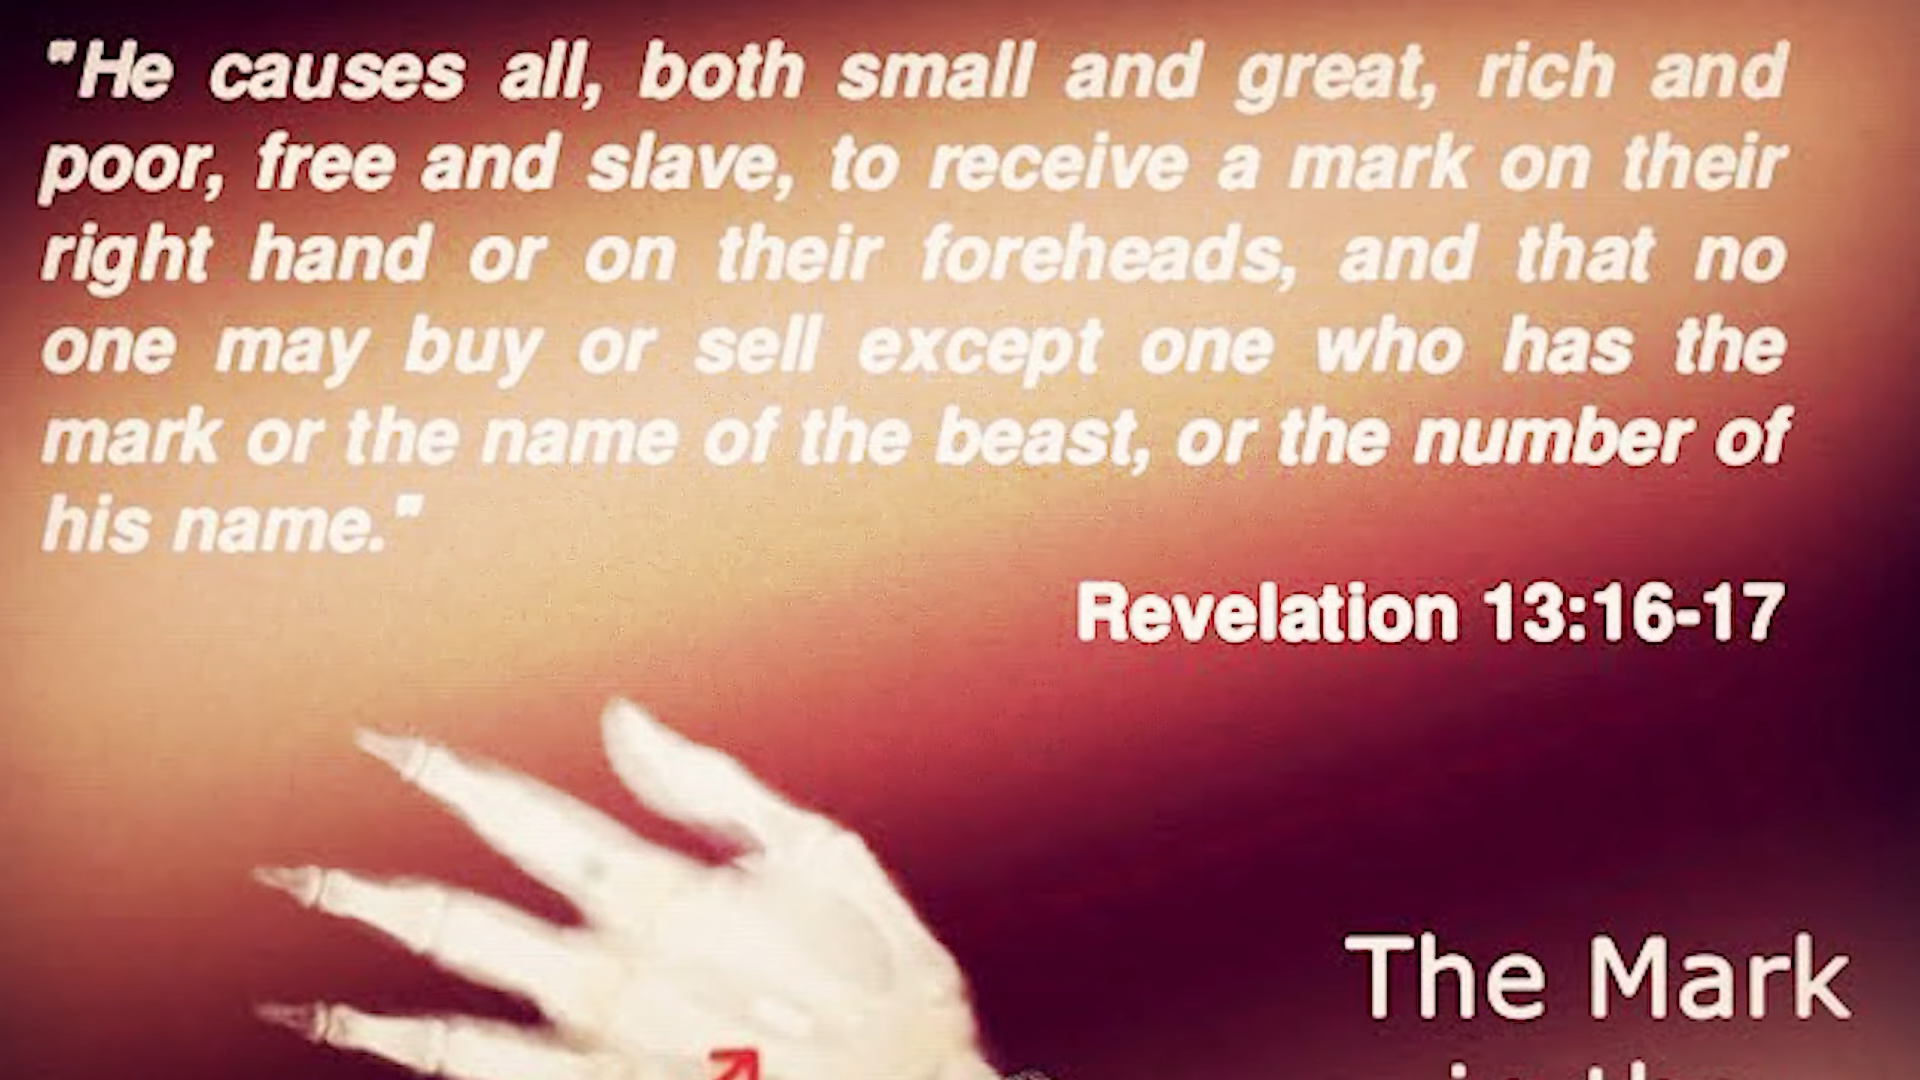 "He causes all, both small and great, rich and
poor, free and slave, to receive a mark on their
right hand or on their foreheads, and that no
one may buy or sell except one who has the
mark or the name of the beast, or the number of
his name."
Revelation 13:16-17
The Mark
in the